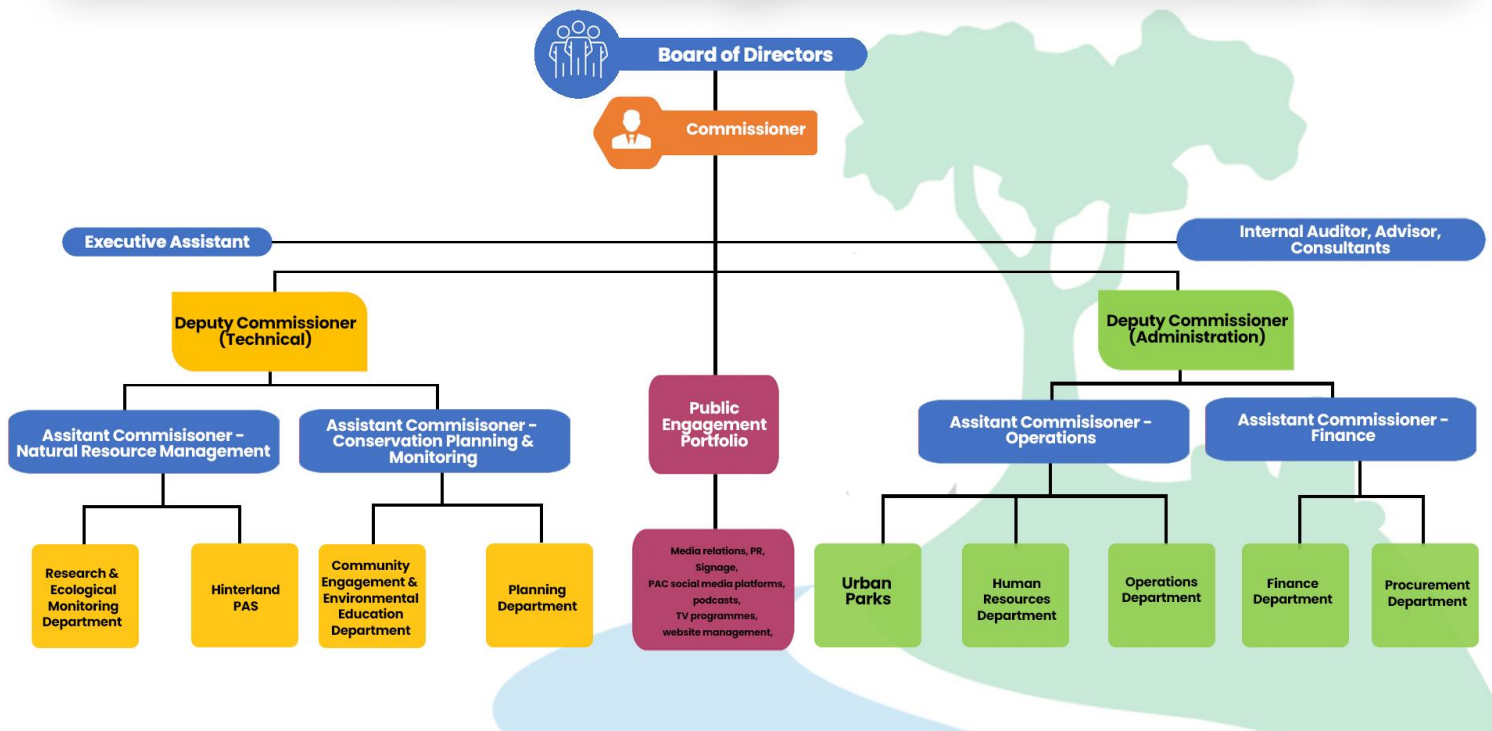 Board of Directors
Commissioner
Executive Assistant
Internal Auditor, Advisor,
Consultants
Deputy Commissioner
(Technical)
Deputy Commissioner
(Administration)
Assitant Commisisoner -
Natural Resource Management
Assistant Commisisoner -
Conservation Planning &
Monitoring
Public
Engagement
Portfolio
Assitant Commisisoner -
Operations
Assistant Commissioner -
Finance
Research &
Ecological
Monitoring
Department
Hinterland
PAS
Community
Engagement &
Environmental
Education
Department
Planning
Department
Media relations, PR,
Signage,
PAC social media platforms,
podcasts,
TV programmes,
website management,
Urban
Parks
Human
Resources
Department
Operations
Department
Finance
Department
Procurement
Department